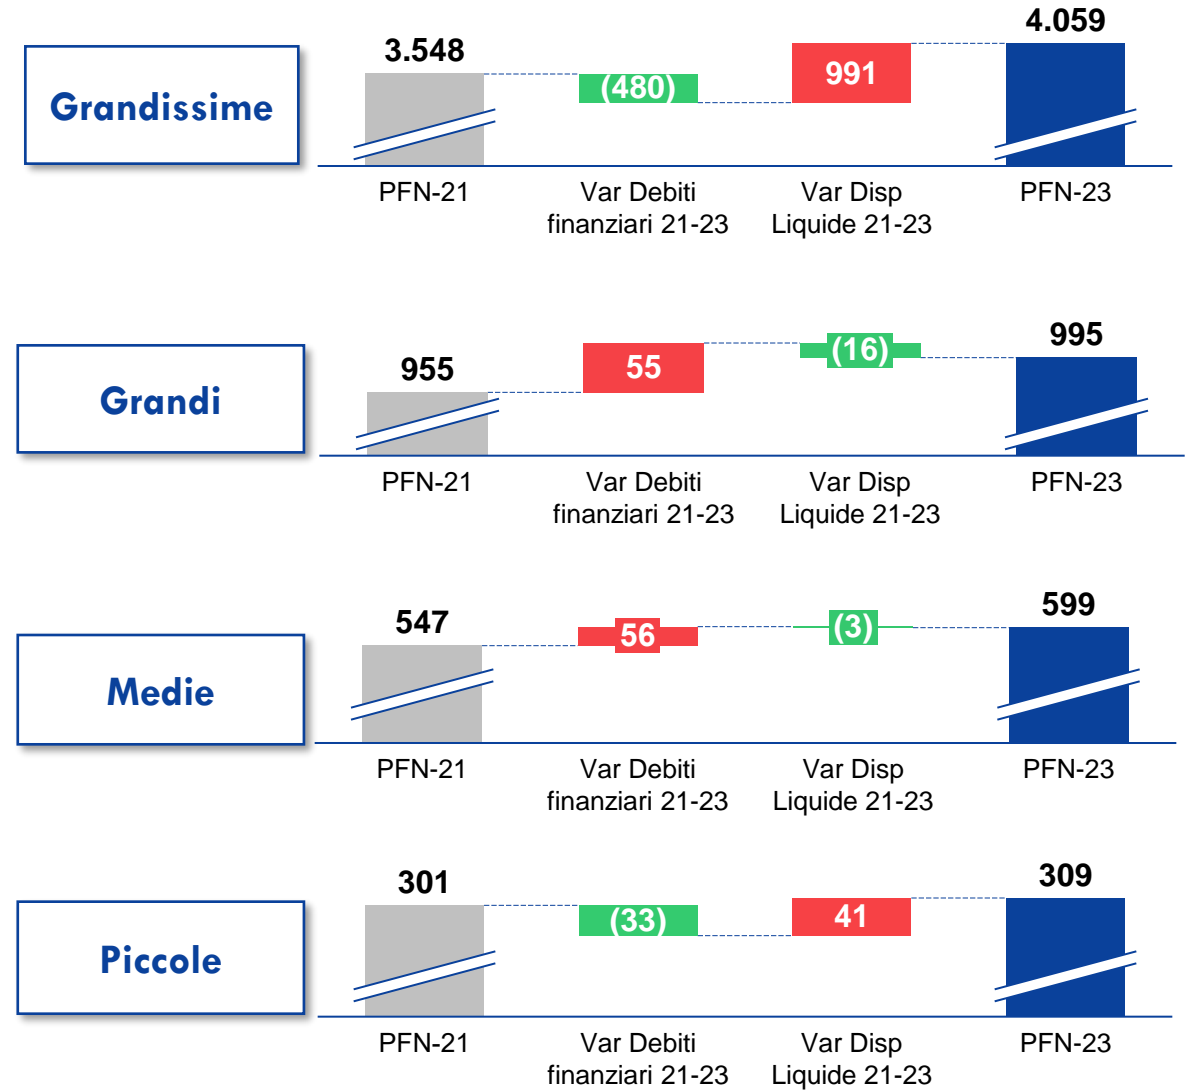 Grandissime
3.548
(480)
991
4.059
PFN-21
Var Debiti
finanziari 21-23
Var Disp
Liquide 21-23
PFN-23
Grandi
955
55
(16)
995
PFN-21
Var Debiti
finanziari 21-23
Var Disp
Liquide 21-23
PFN-23
Medie
547
56
(3)
599
PFN-21
Var Debiti
finanziari 21-23
Var Disp
Liquide 21-23
PFN-23
Piccole
301
(33)
41
309
PFN-21
Var Debiti
finanziari 21-23
Var Disp
Liquide 21-23
PFN-23